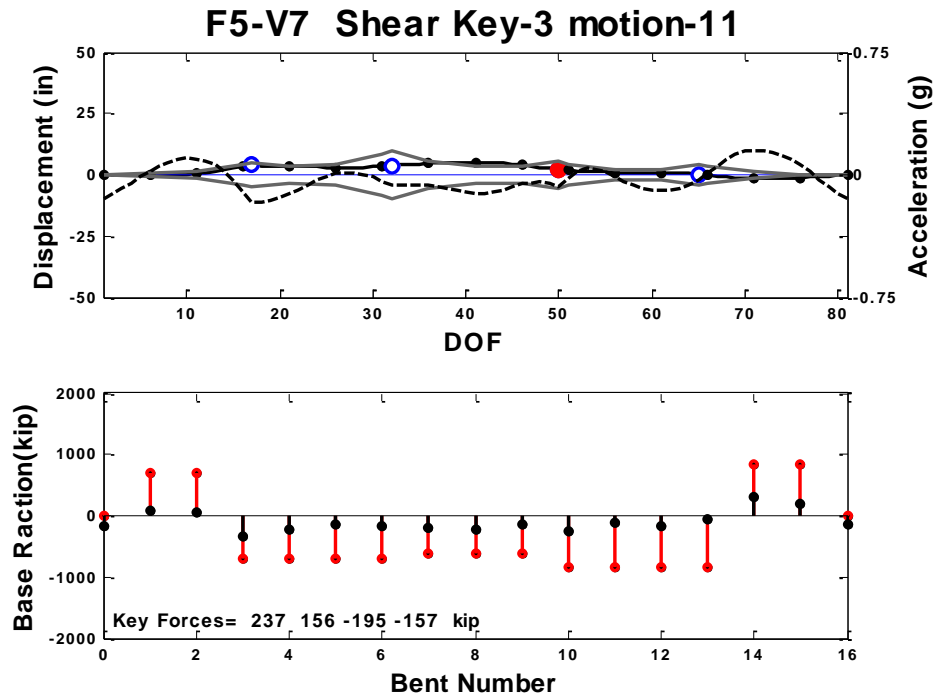 F5-V7 Shear Key-3 motion-11
50
25
0
-25
-50
0.75
0
-0.75
Displacement (in)
Acceleration (g)
10 20 30 40 50 60 70 80
DOF
2000
1000
0
-1000
-2000
Base Raction(kip)
Key Forces= 237 156 -195 -157 kip
0 2 4 6 8 10 12 14 16
Bent Number